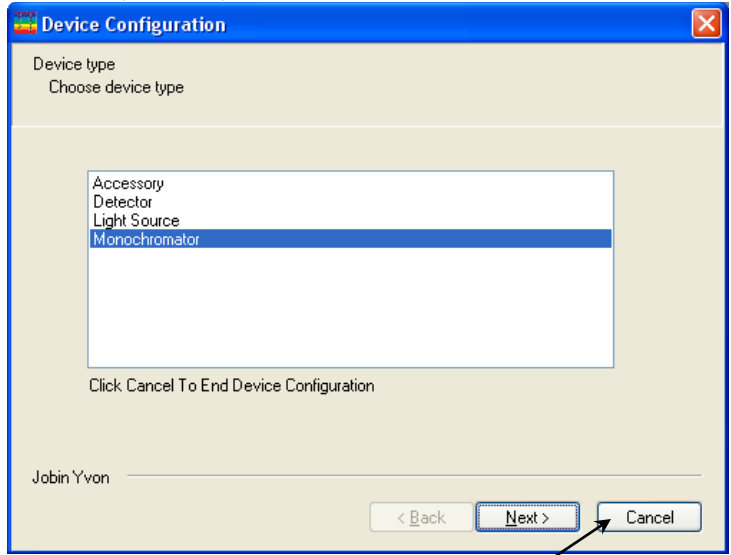 Device Configuration
Device type
Choose device type
Accessory
Detector
Light Source
Monochromator
Click Cancel To End Device Configuration
Jobin Yvon
< Back Next > Cancel